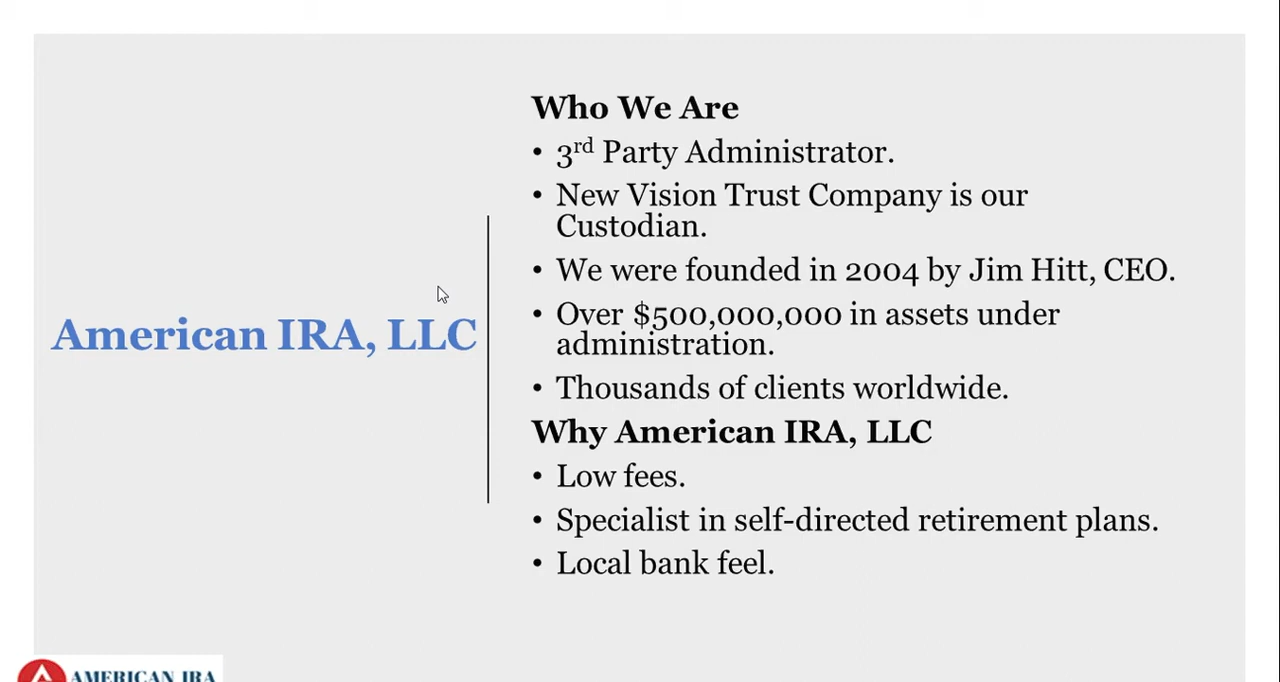 Who We Are
• 3rd Party Administrator.
• New Vision Trust Company is our
Custodian.
• We were founded in 2004 by Jim Hitt, CEO.
• Over $500,000,000 in assets under
administration.
• Thousands of clients worldwide.
Why American IRA, LLC
• Low fees.
• Specialist in self-directed retirement plans.
• Local bank feel.
American IRA, LLC
AMERICAN IRA